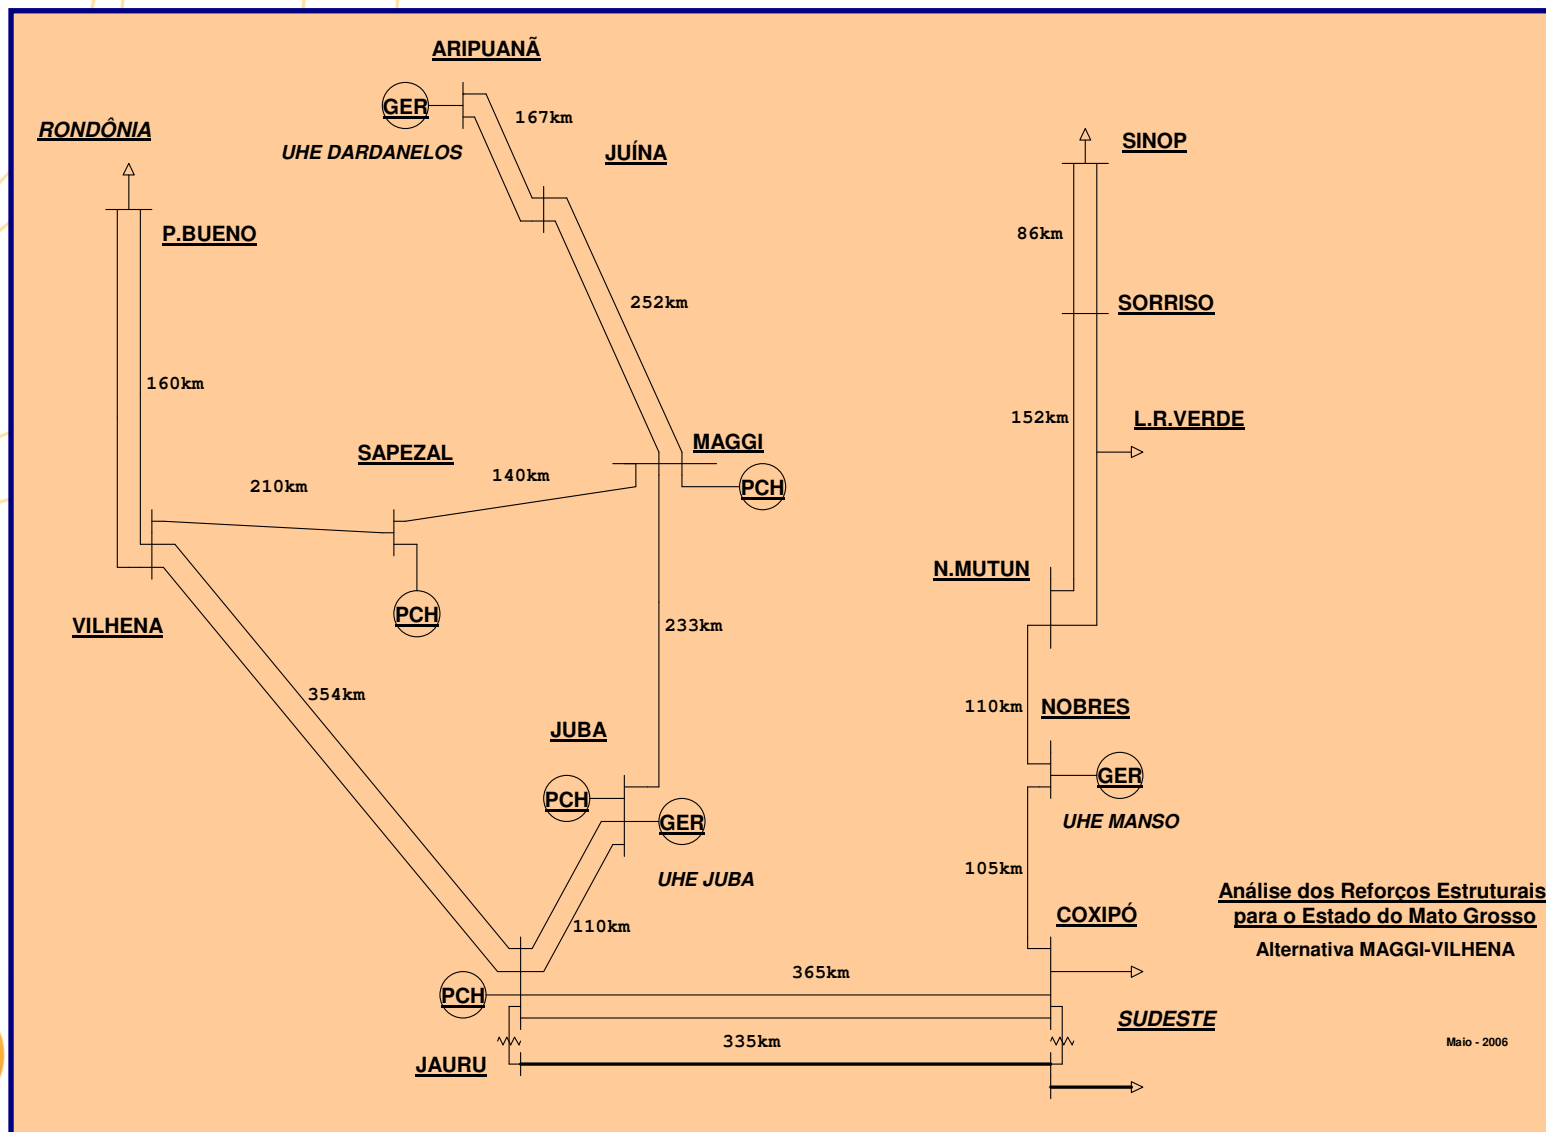 ARIPUANÃ
GER
167km
RONDÔNIA
UHE DARDANELOS
JUÍNA
SINOP
P.BUENO
86km
252km
SORRISO
160km
152km
L.R.VERDE
SAPEZAL
MAGGI
140km
210km
PCH
N.MUTUN
PCH
VILHENA
233km
354km
110km
NOBRES
JUBA
PCH
GER
GER
UHE MANSO
UHE JUBA
105km
Análise dos Reforços Estruturais
para o Estado do Mato Grosso
Alternativa MAGGI-VILHENA
COXIPÓ
110km
365km
PCH
SUDESTE
335km
Maio - 2006
JAURU